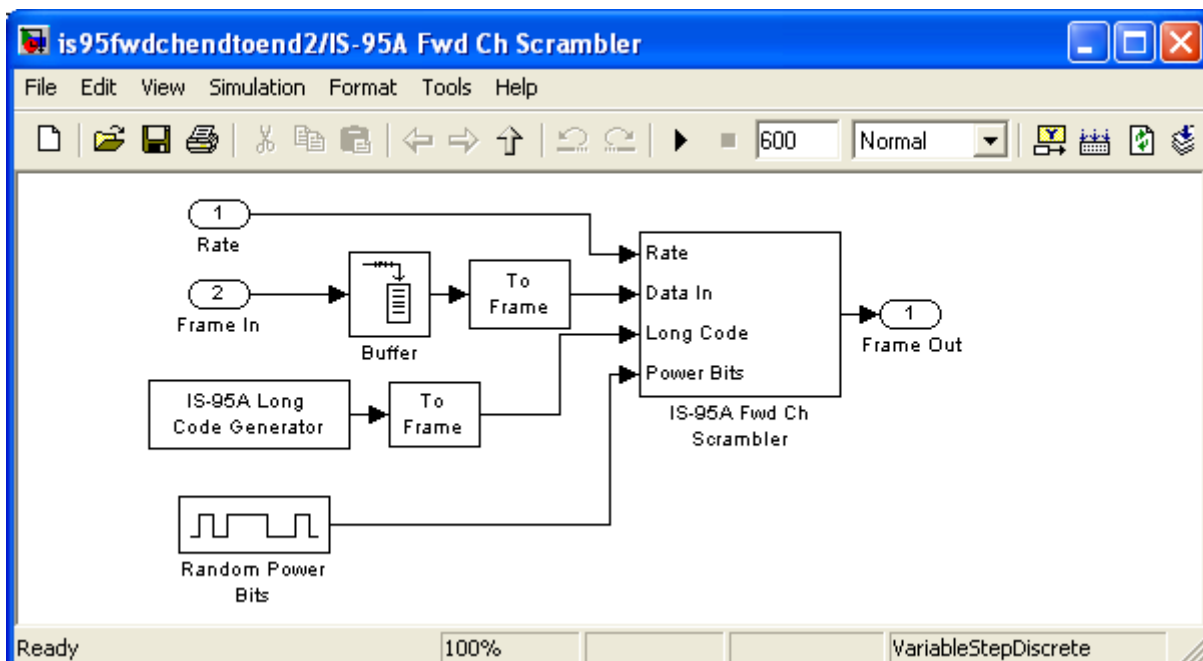 is95fwdchendtoend2/IS-95A Fwd Ch Scrambler
File Edit View Simulation Format Tools Help
600 Normal
1
Rate
2
Frame In
Buffer
To
Frame
IS-95A Long
Code Generator
To
Frame
Random Power
Bits
Rate
Data In
Long Code
Power Bits
IS-95A Fwd Ch
Scrambler
1
Frame Out
Ready 100% VariableStepDiscrete